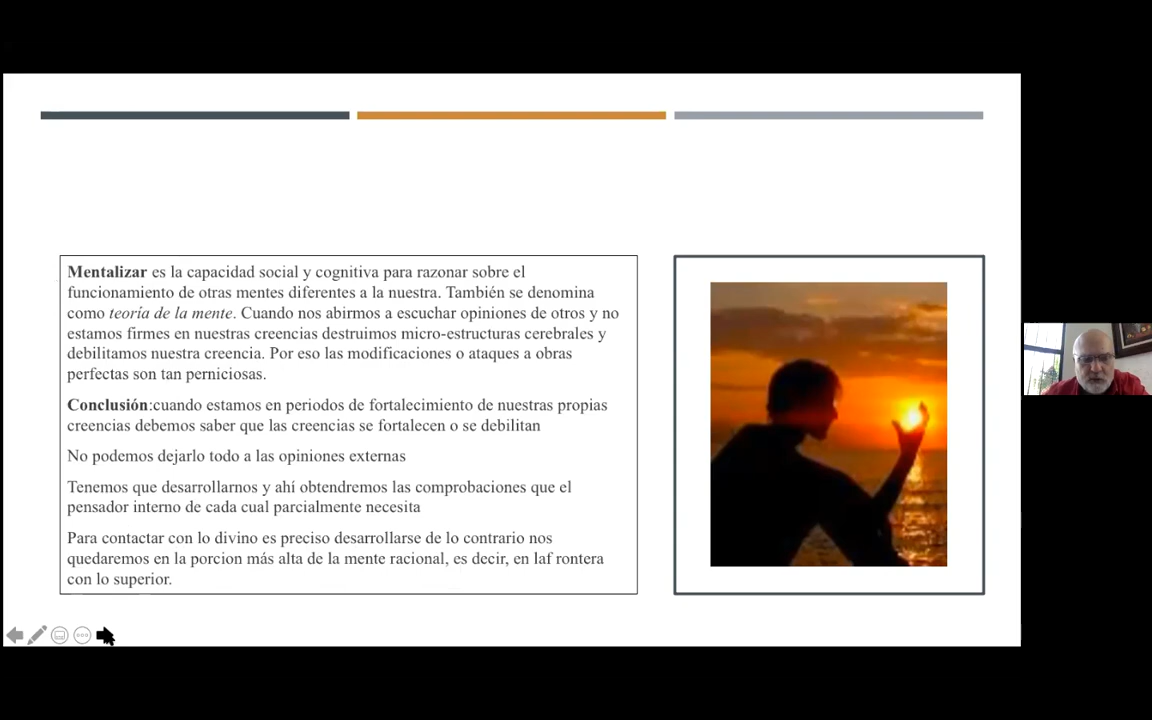 Mentalizar es la capacidad social y cognitiva para razonar sobre el
funcionamiento de otras mentes diferentes a la nuestra. También se denomina
como teoría de la mente. Cuando nos abirmos a escuchar opiniones de otros y no
estamos firmes en nuestras creencias destruimos micro-estructuras cerebrales y
debilitamos nuestra creencia. Por eso las modificaciones o ataques a obras
perfectas son tan perniciosas.
Conclusión:cuando estamos en periodos de fortalecimiento de nuestras propias
creencias debemos saber que las creencias se fortalecen o se debilitan
No podemos dejarlo todo a las opiniones externas
Tenemos que desarrollarnos y ahí obtendremos las comprobaciones que el
pensador interno de cada cual parcialmente necesita
Para contactar con lo divino es preciso desarrollarse de lo contrario nos
quedaremos en la porcion más alta de la mente racional, es decir, en laf rontera
con lo superior.